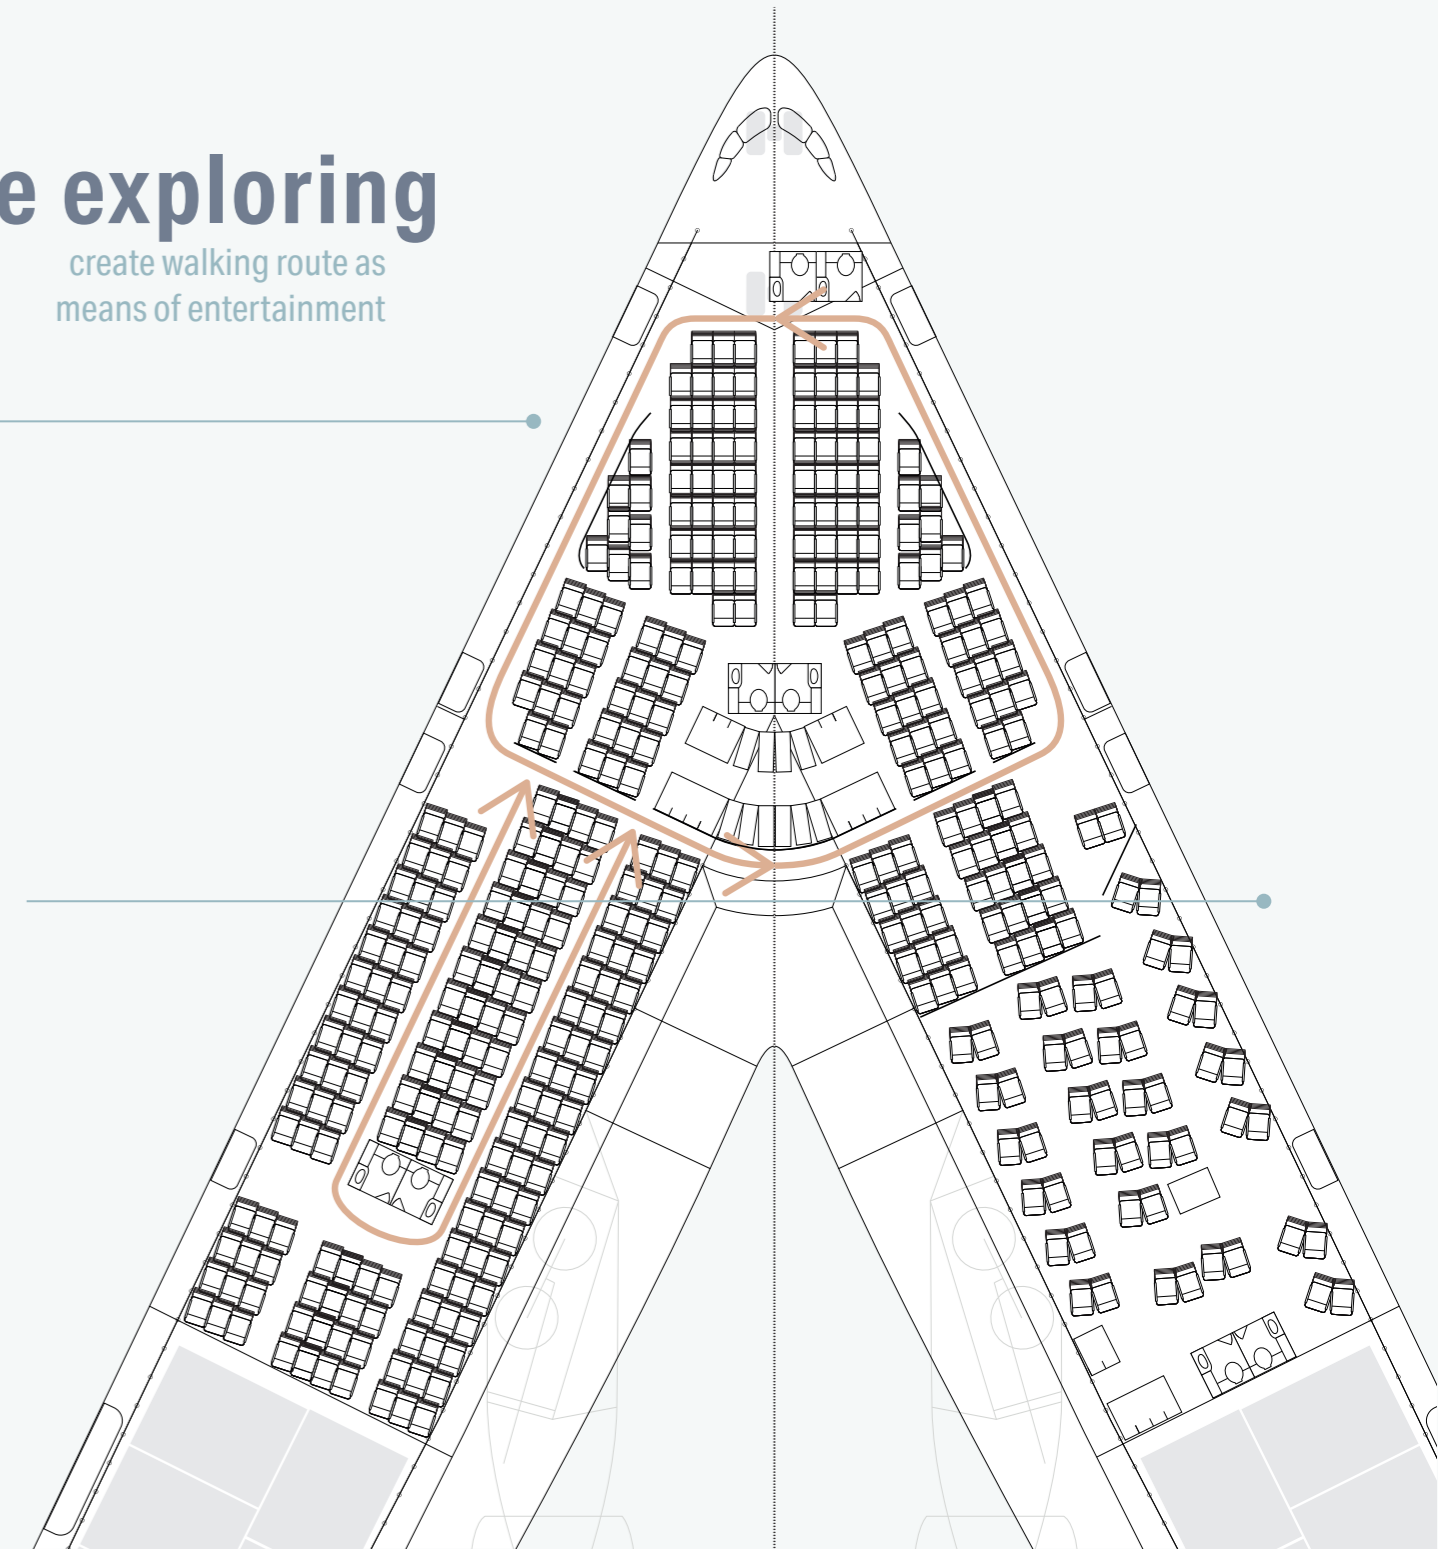 e exploring
create walking route as
means of entertainment